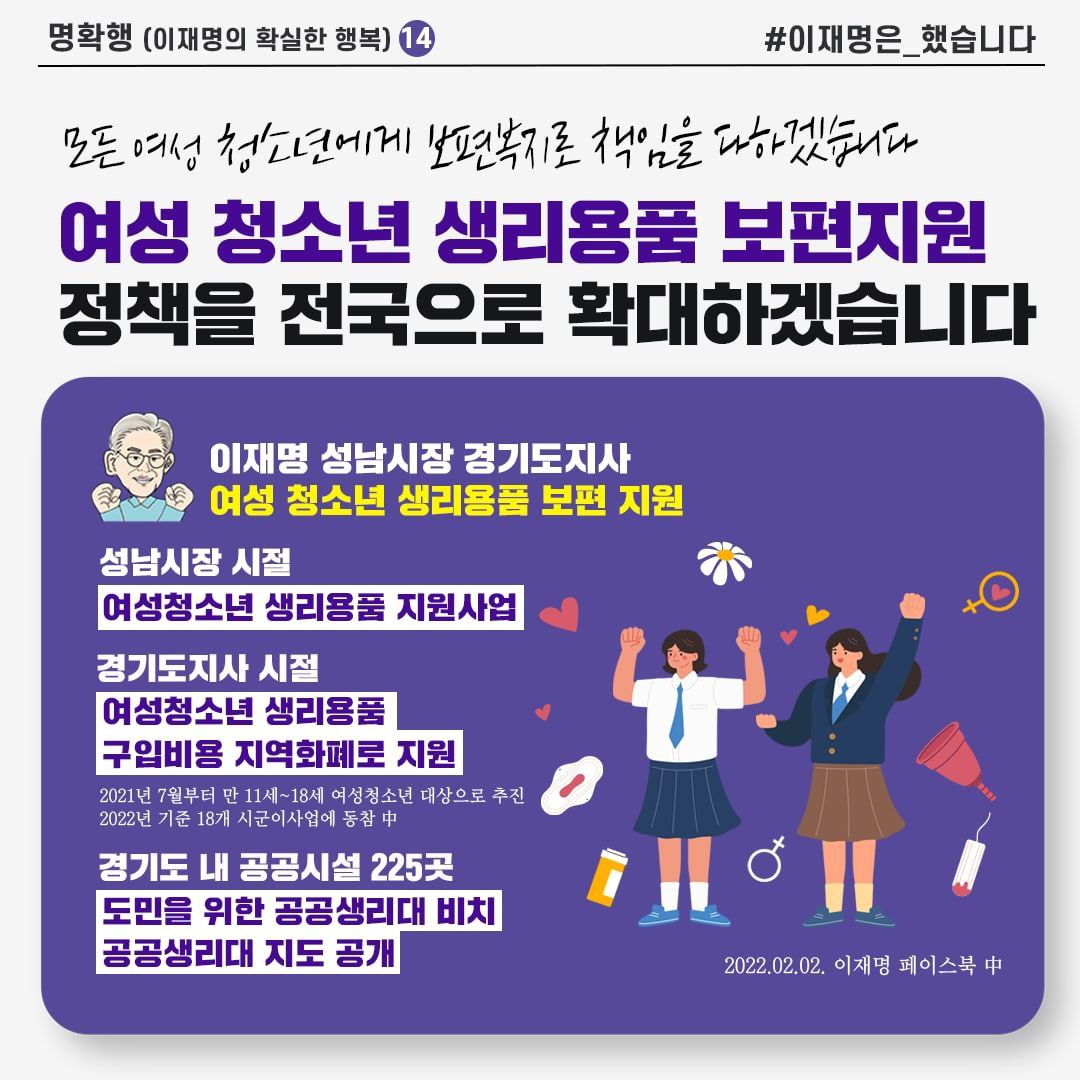 명확행 (이재명의 확실한 행복) 14
#이재명은_했습니다
모든 여성 청소년에게 보편복지로 책임을 다하겠습니다
여성 청소년 생리용품 보편지원
정책을 전국으로 확대하겠습니다
이재명 성남시장 경기도지사
여성 청소년 생리용품 보편 지원
성남시장 시절
여성청소년 생리용품 지원사업
경기도지사 시절
여성청소년 생리용품
구입비용 지역화폐로 지원
2021년 7월부터 만 11세~18세 여성청소년 대상으로 추진
2022년 기준 18개 시군이사업에 동참 中
경기도 내 공공시설 225곳
도민을 위한 공공생리대 비치
공공생리대 지도 공개
2022.02.02. 이재명 페이스북 中